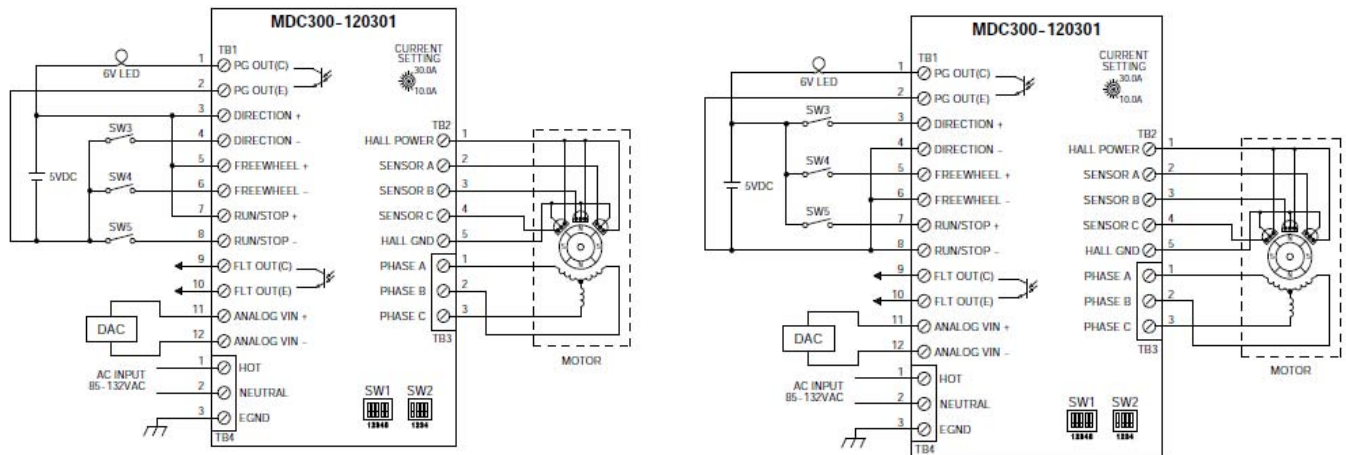 MDC300-120301
TB1
CURRENT
SETTING
30.0A
10.0A
6V LED
1 PG OUT(C)
2 PG OUT(E)
3 DIRECTION +
SW3
4 DIRECTION -
5 FREEWHEEL +
5VDC
SW4
6 FREEWHEEL -
7 RUN/STOP +
SW5
8 RUN/STOP -
9 FLT OUT(C)
10 FLT OUT(E)
11 ANALOG VIN +
DAC
12 ANALOG VIN -
1 HOT
AC INPUT
85-132VAC
2 NEUTRAL
3 EGND
TB4
TB2
HALL POWER 1
SENSOR A 2
SENSOR B 3
SENSOR C 4
HALL GND 5
PHASE A 1
PHASE B 2
PHASE C 3
TB3
MOTOR
SW1
SW2
12345
1234
MDC300-120301
TB1
CURRENT
SETTING
30.0A
10.0A
6V LED
1 PG OUT(C)
2 PG OUT(E)
SW3
3 DIRECTION +
4 DIRECTION -
SW4
5 FREEWHEEL +
5VDC
6 FREEWHEEL -
SW5
7 RUN/STOP +
8 RUN/STOP -
9 FLT OUT(C)
10 FLT OUT(E)
11 ANALOG VIN +
DAC
12 ANALOG VIN -
1 HOT
AC INPUT
85-132VAC
2 NEUTRAL
3 EGND
TB4
TB2
HALL POWER 1
SENSOR A 2
SENSOR B 3
SENSOR C 4
HALL GND 5
PHASE A 1
PHASE B 2
PHASE C 3
TB3
MOTOR
SW1
SW2
12345
1234